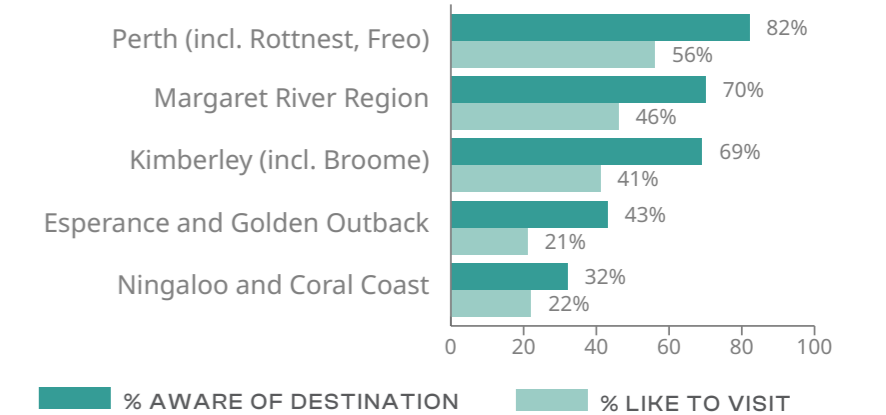 Perth (incl. Rottnest, Freo)
82%
56%
Margaret River Region
70%
46%
Kimberley (incl. Broome)
69%
41%
Esperance and Golden Outback
43%
21%
Ningaloo and Coral Coast
32%
22%
0 20 40 60 80 100
% AWARE OF DESTINATION
% LIKE TO VISIT